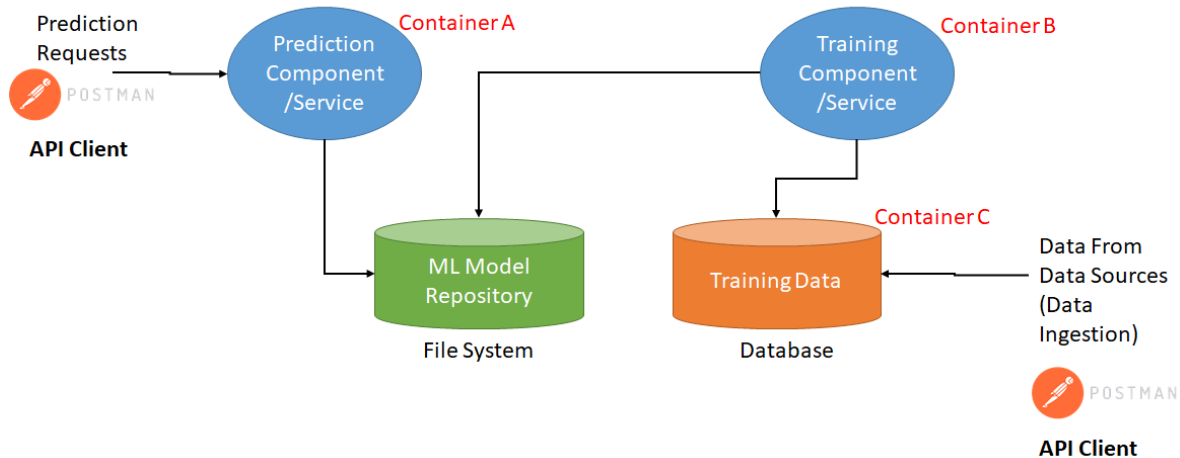 Prediction
Requests
POSTMAN
API Client
Container A
Prediction
Component
/Service
Container B
Training
Component
/Service
ML Model
Repository
File System
Container C
Training Data
Database
Data From
Data Sources
(Data
Ingestion)
POSTMAN
API Client